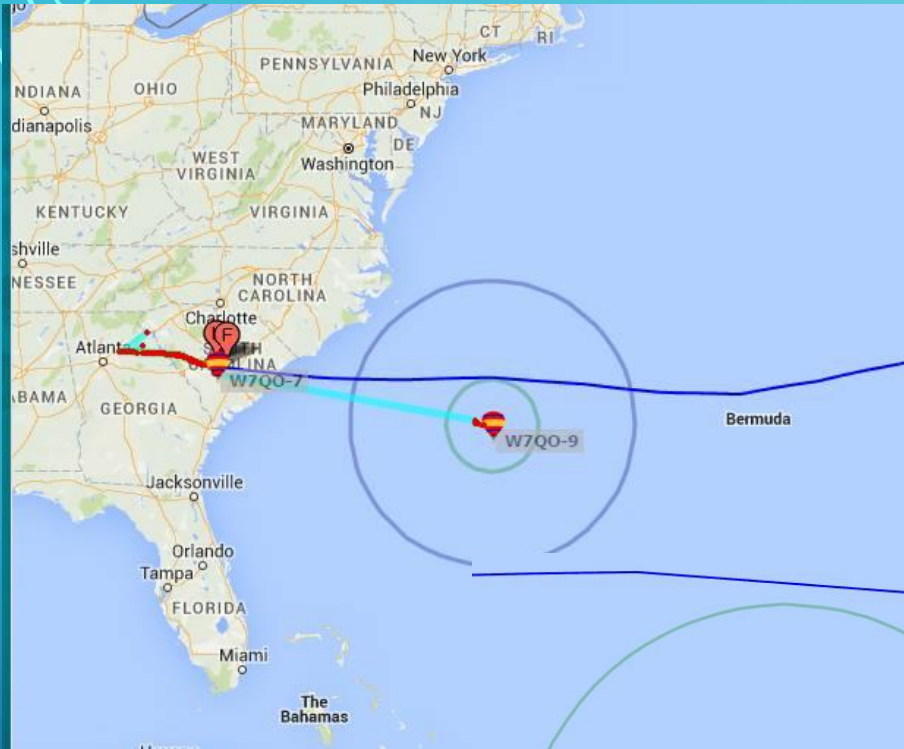 CT
RI
New York
PENNSYLVANIA
OHIO
NDIANA
Philadelphia
NJ
dianapolis
MARYLAND
DE
WEST
VIRGINIA
Washington
KENTUCKY
VIRGINIA
shville
NESSEE
NORTH
CAROLINA
Charlotte
F
Atlanta
W7QO-7
ABAMA
GEORGIA
Bermuda
W7QO-9
Jacksonville
Orlando
Tampa
FLORIDA
Miami
The
Bahamas